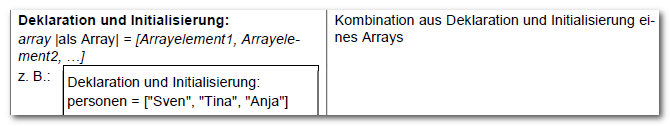 Deklaration und Initialisierung:
array |als Array| = [Arrayelement1, Arrayele-
ment2, …]
z. B.:
Deklaration und Initialisierung:
personen = ["Sven", "Tina", "Anja"]
Kombination aus Deklaration und Initialisierung ei-
nes Arrays